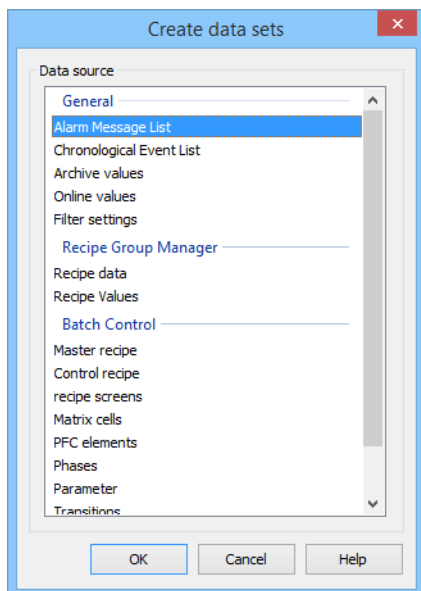 Create data sets
Data source
General
Alarm Message List
Chronological Event List
Archive values
Online values
Filter settings
Recipe Group Manager
Recipe data
Recipe Values
Batch Control
Master recipe
Control recipe
recipe screens
Matrix cells
PFC elements
Phases
Parameter
Transitions
OK Cancel Help